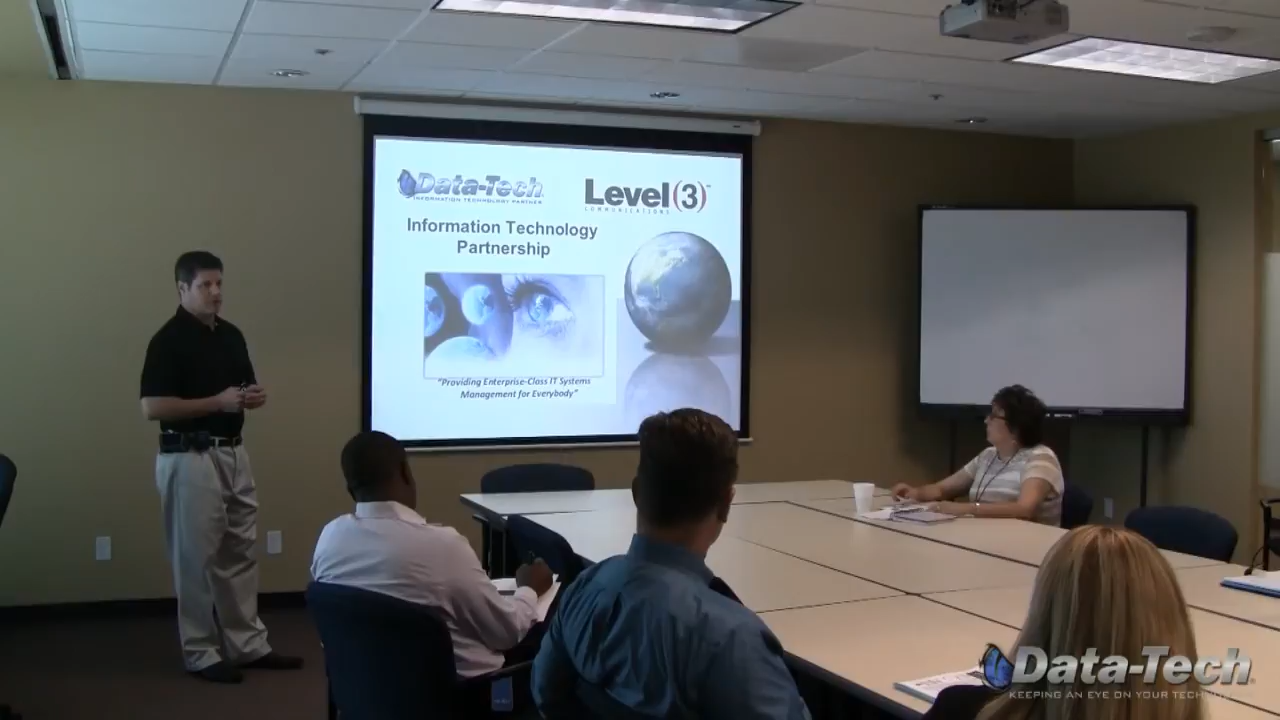 Data-Tech
INFORMATION TECHNOLOGY PARTNER
Level(3)™
COMMUNICATIONS
Information Technology
Partnership
"Providing Enterprise-Class IT Systems
Management for Everybody"
Data-Tech
KEEPING AN EYE ON YOUR